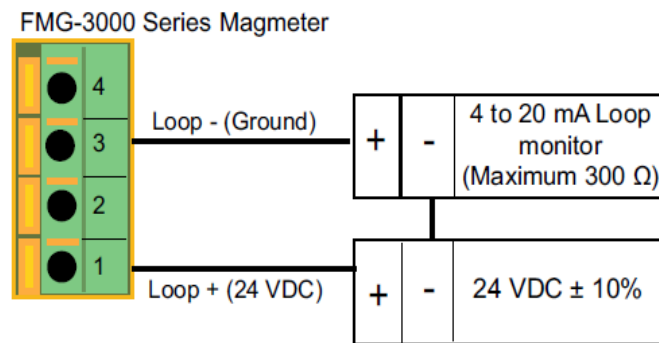 FMG-3000 Series Magmeter
4
3
2
1
Loop - (Ground)
Loop + (24 VDC)
+ -
4 to 20 mA Loop
monitor
(Maximum 300 Ω)
+ -
24 VDC ± 10%